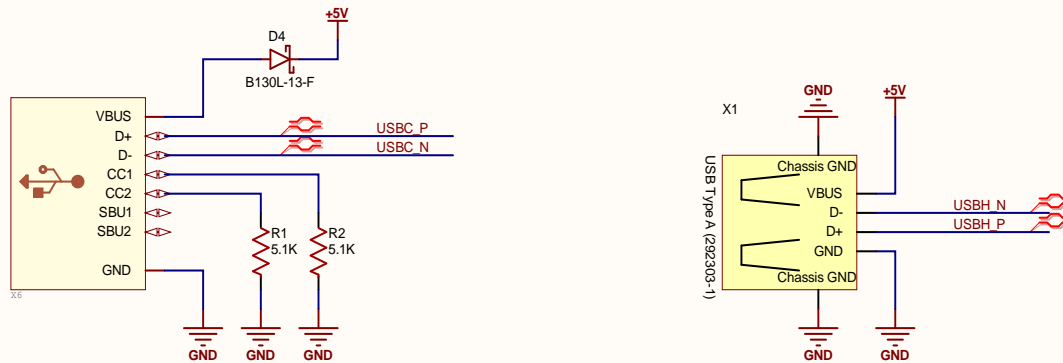 +5V
D4
B130L-13-F
VBUS
D+
USBC_P
D-
USBC_N
CC1
CC2
SBU1
SBU2
R1
5.1K
R2
5.1K
GND
X6
GND
GND
GND
GND
+5V
X1
USB Type A (292303-1)
Chassis GND
VBUS
D-
USBH_N
D+
USBH_P
GND
Chassis GND
GND
GND